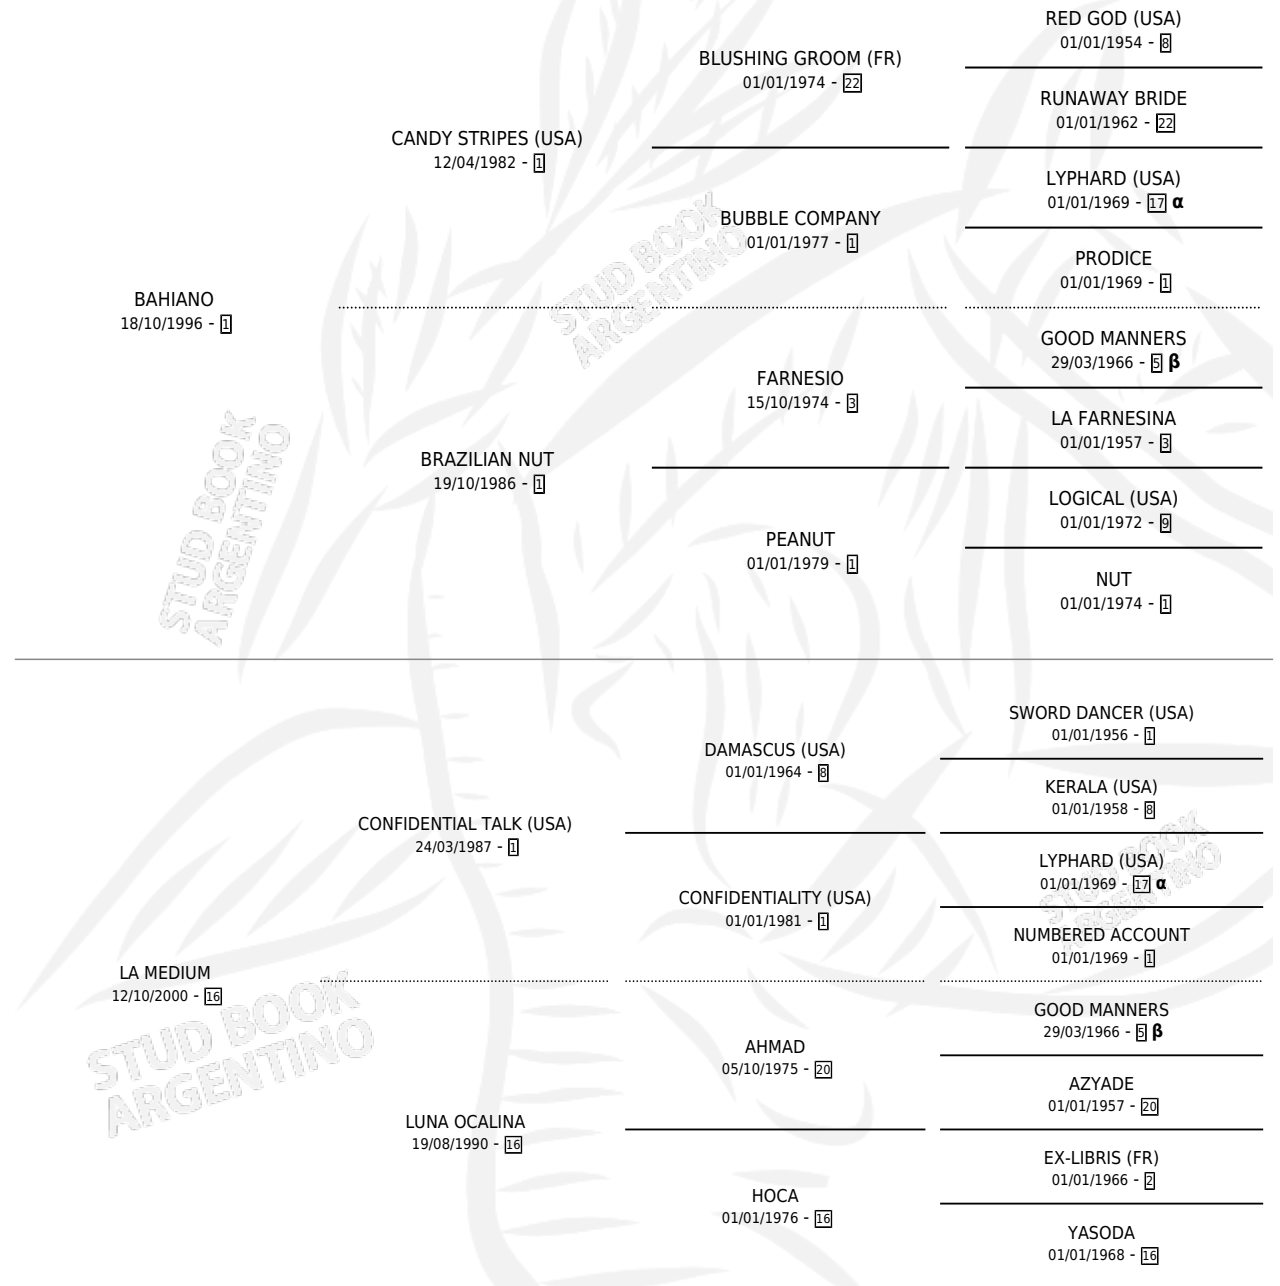 RED GOD (USA)
01/01/1954 - 8
BLUSHING GROOM (FR)
01/01/1974 - 22
RUNAWAY BRIDE
01/01/1962 - 22
CANDY STRIPES (USA)
12/04/1982 - 1
LYPHARD (USA)
01/01/1969 - 17 α
BUBBLE COMPANY
01/01/1977 - 1
PRODICE
01/01/1969 - 1
BAHIANO
18/10/1996 - 1
GOOD MANNERS
29/03/1966 - 5 β
FARNESIO
15/10/1974 - 3
LA FARNESINA
01/01/1957 - 3
BRAZILIAN NUT
19/10/1986 - 1
LOGICAL (USA)
01/01/1972 - 9
PEANUT
01/01/1979 - 1
NUT
01/01/1974 - 1
SWORD DANCER (USA)
01/01/1956 - 1
DAMASCUS (USA)
01/01/1964 - 8
KERALA (USA)
01/01/1958 - 8
CONFIDENTIAL TALK (USA)
24/03/1987 - 1
LYPHARD (USA)
01/01/1969 - 17 α
CONFIDENTIALITY (USA)
01/01/1981 - 1
NUMBERED ACCOUNT
01/01/1969 - 1
LA MEDIUM
12/10/2000 - 16
GOOD MANNERS
29/03/1966 - 5 β
AHMAD
05/10/1975 - 20
AZYADE
01/01/1957 - 20
LUNA OCALINA
19/08/1990 - 16
EX-LIBRIS (FR)
01/01/1966 - 2
HOCA
01/01/1976 - 16
YASODA
01/01/1968 - 16
STUD BOOK
ARGENTINO
STUD BOOK
ARGENTINO
STUD BOOK
ARGENTINO
STUD BOOK
ARGENTINO